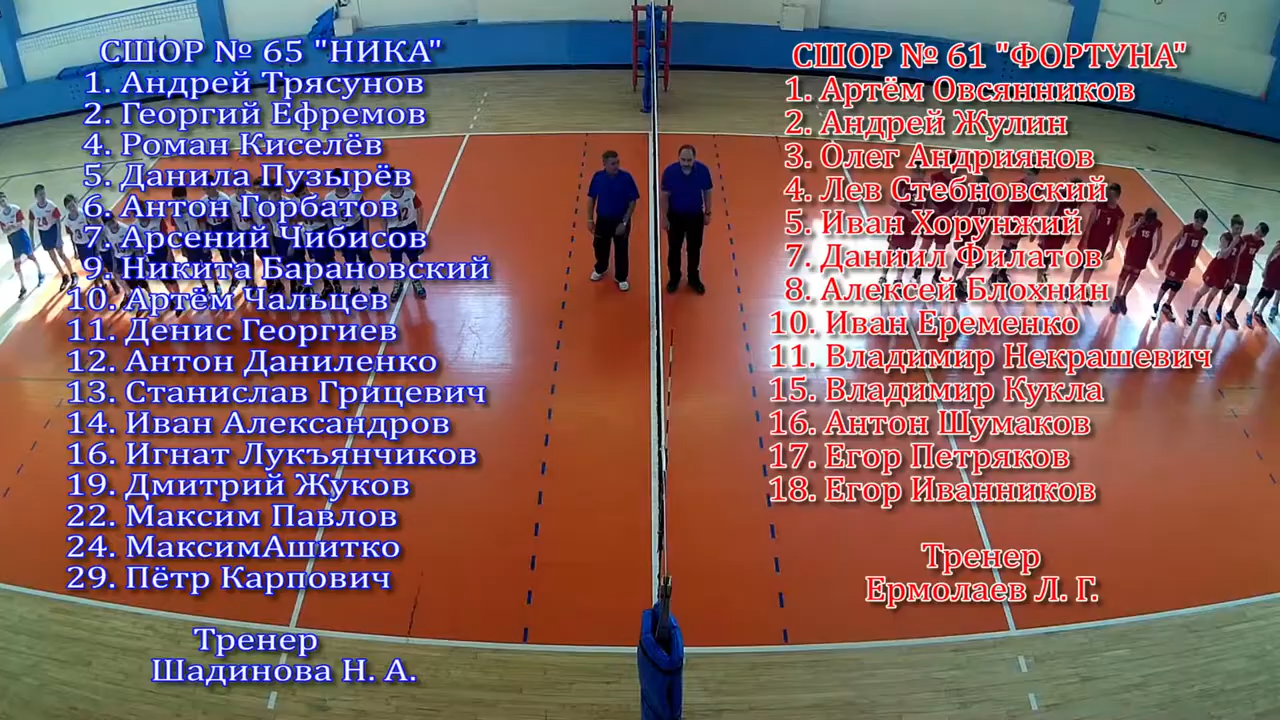 СШОР № 65 "НИКА"
1. Андрей Трясунов
2. Георгий Ефремов
4. Роман Киселёв
5. Данила Пузырёв
6. Антон Горбатов
7. Арсений Чибисов
9. Никита Барановский
10. Артём Чальцев
11. Денис Георгиев
12. Антон Даниленко
13. Станислав Грицевич
14. Иван Александров
16. Игнат Лукъянчиков
19. Дмитрий Жуков
22. Максим Павлов
24. МаксимАшитко
29. Пётр Карпович
Тренер
Шадинова Н. А.
СШОР № 61 "ФОРТУНА"
1. Артём Овсянников
2. Андрей Жулин
3. Олег Андриянов
4. Лев Стебновский
5. Иван Хорунжий
7. Даниил Филатов
8. Алексей Блохнин
10. Иван Еременко
11. Владимир Некрашевич
15. Владимир Кукла
16. Антон Шумаков
17. Егор Петряков
18. Егор Иванников
Тренер
Ермолаев Л. Г.